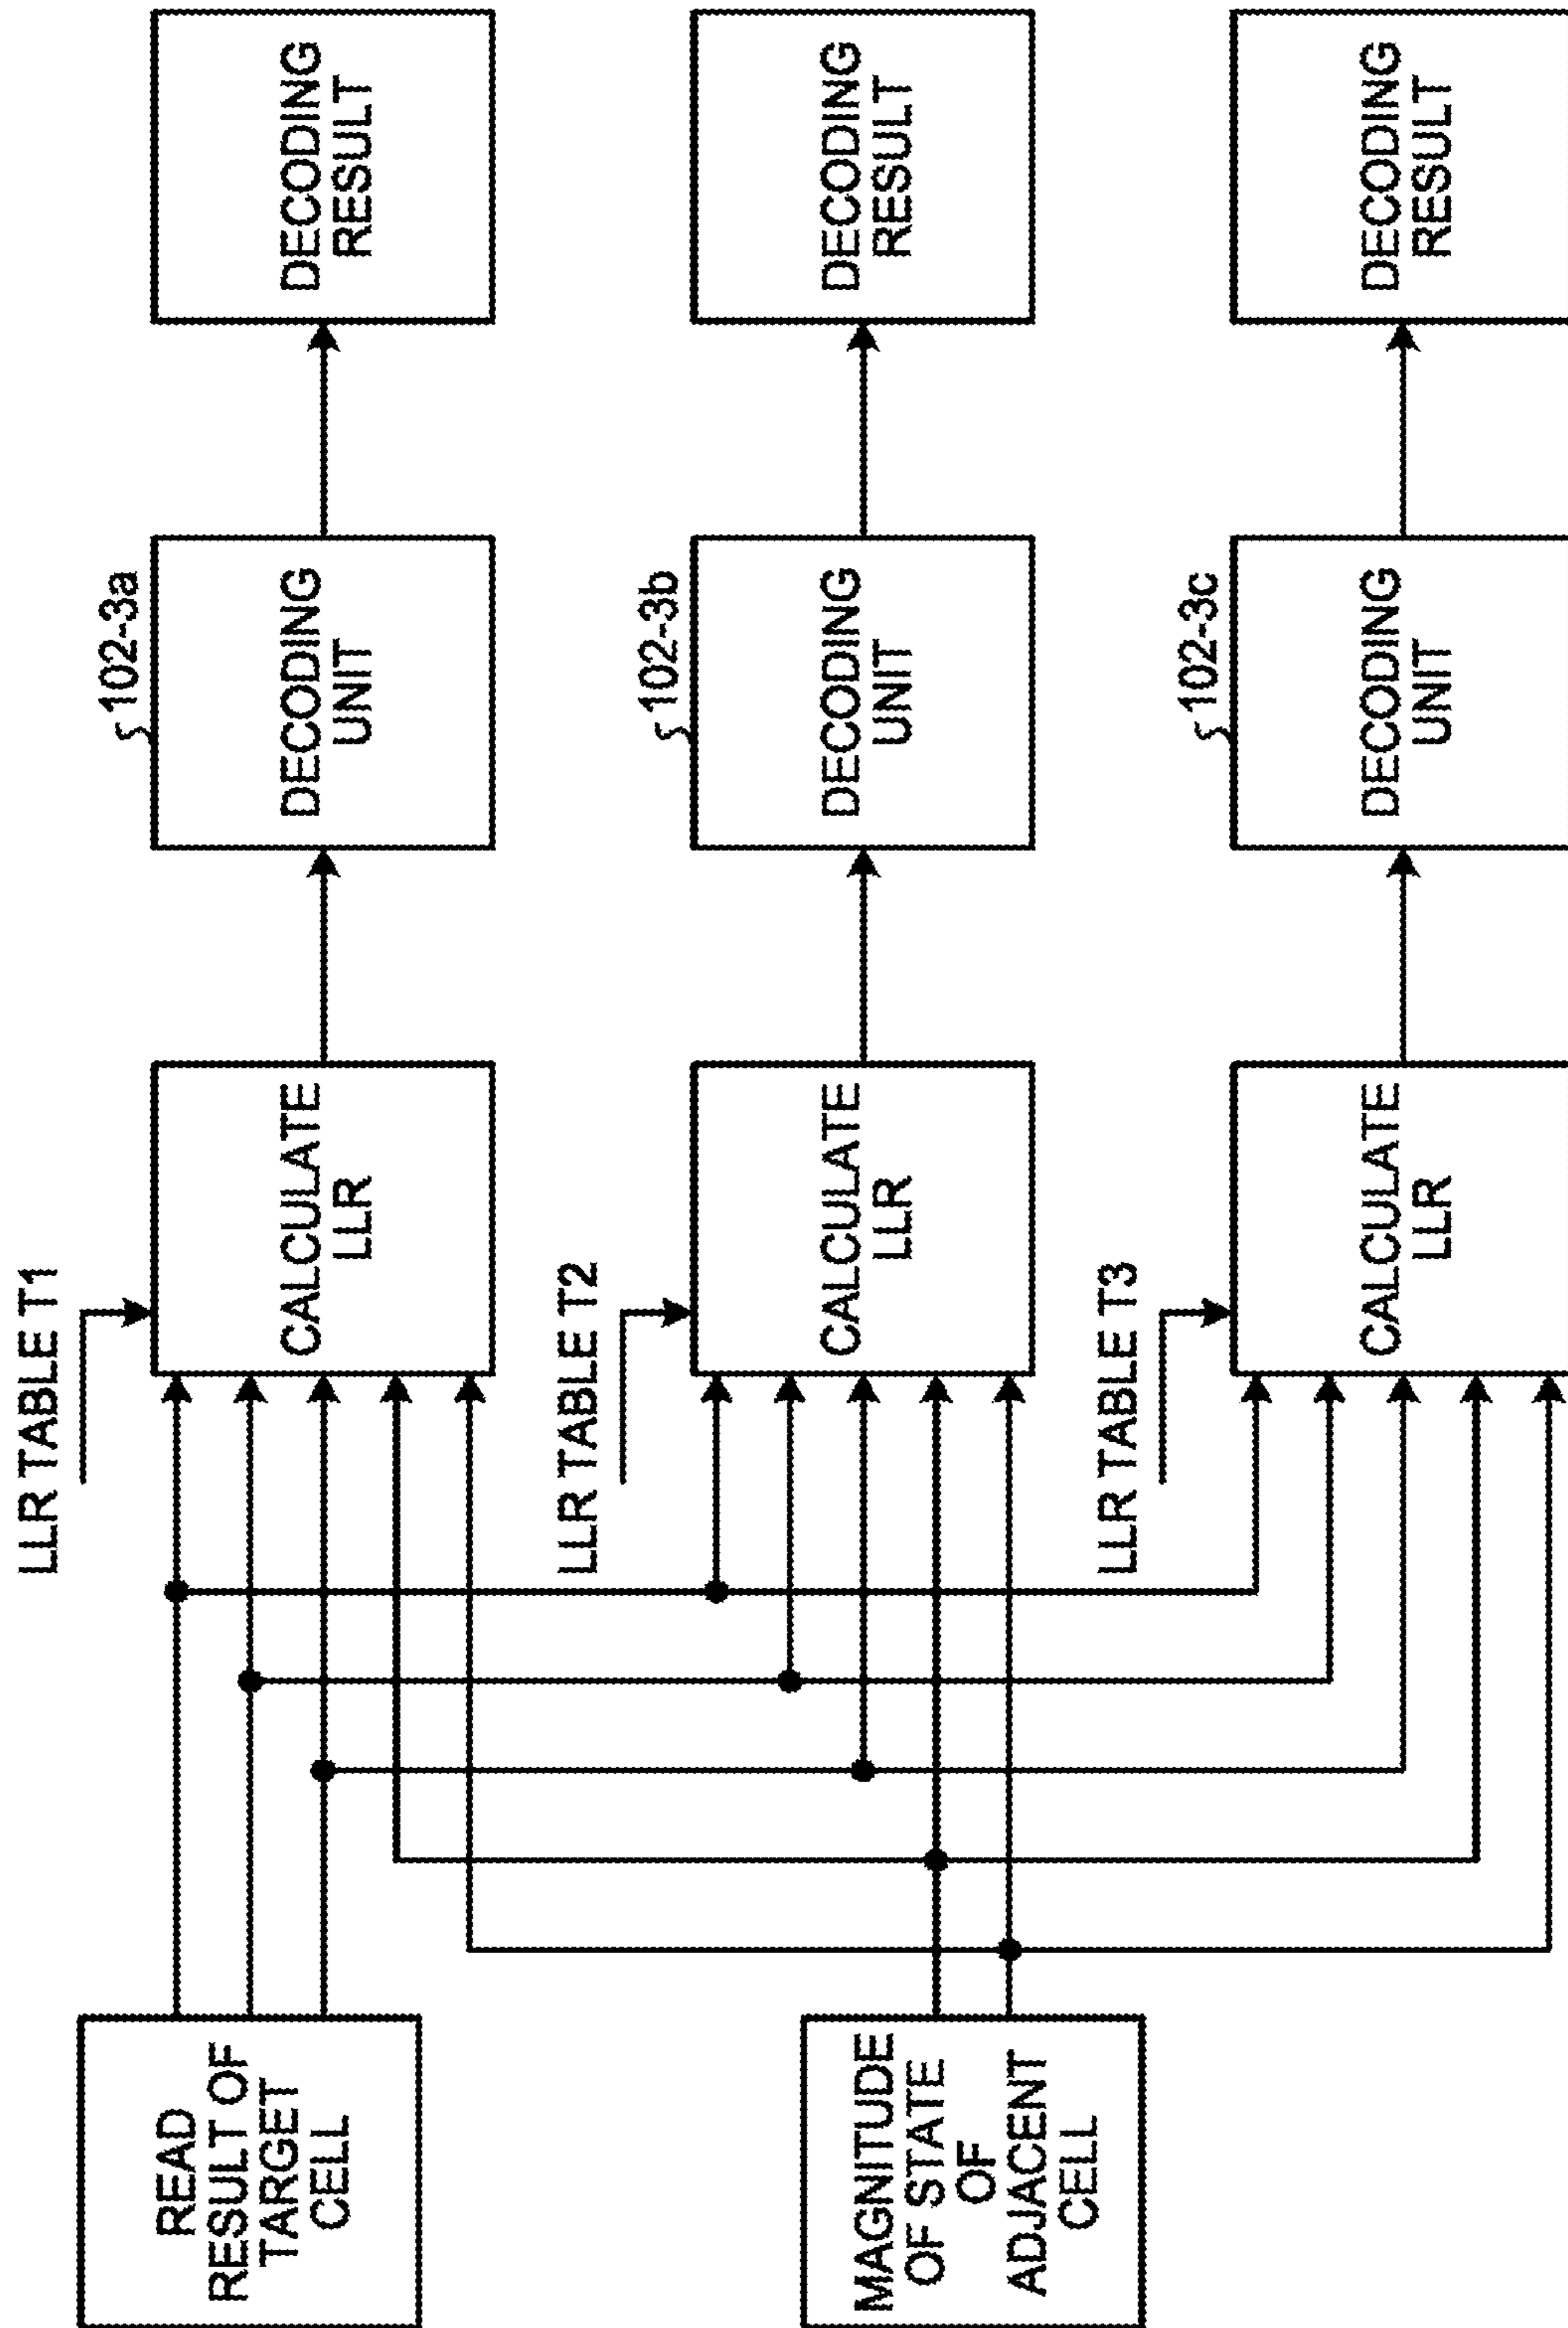 READ
RESULT OF
TARGET
CELL
MAGNITUDE
OF STATE
OF
ADJACENT
CELL
LLR TABLE T1
CALCULATE
LLR
102-3a
DECODING
UNIT
DECODING
RESULT
LLR TABLE T2
CALCULATE
LLR
102-3b
DECODING
UNIT
DECODING
RESULT
LLR TABLE T3
CALCULATE
LLR
102-3c
DECODING
UNIT
DECODING
RESULT